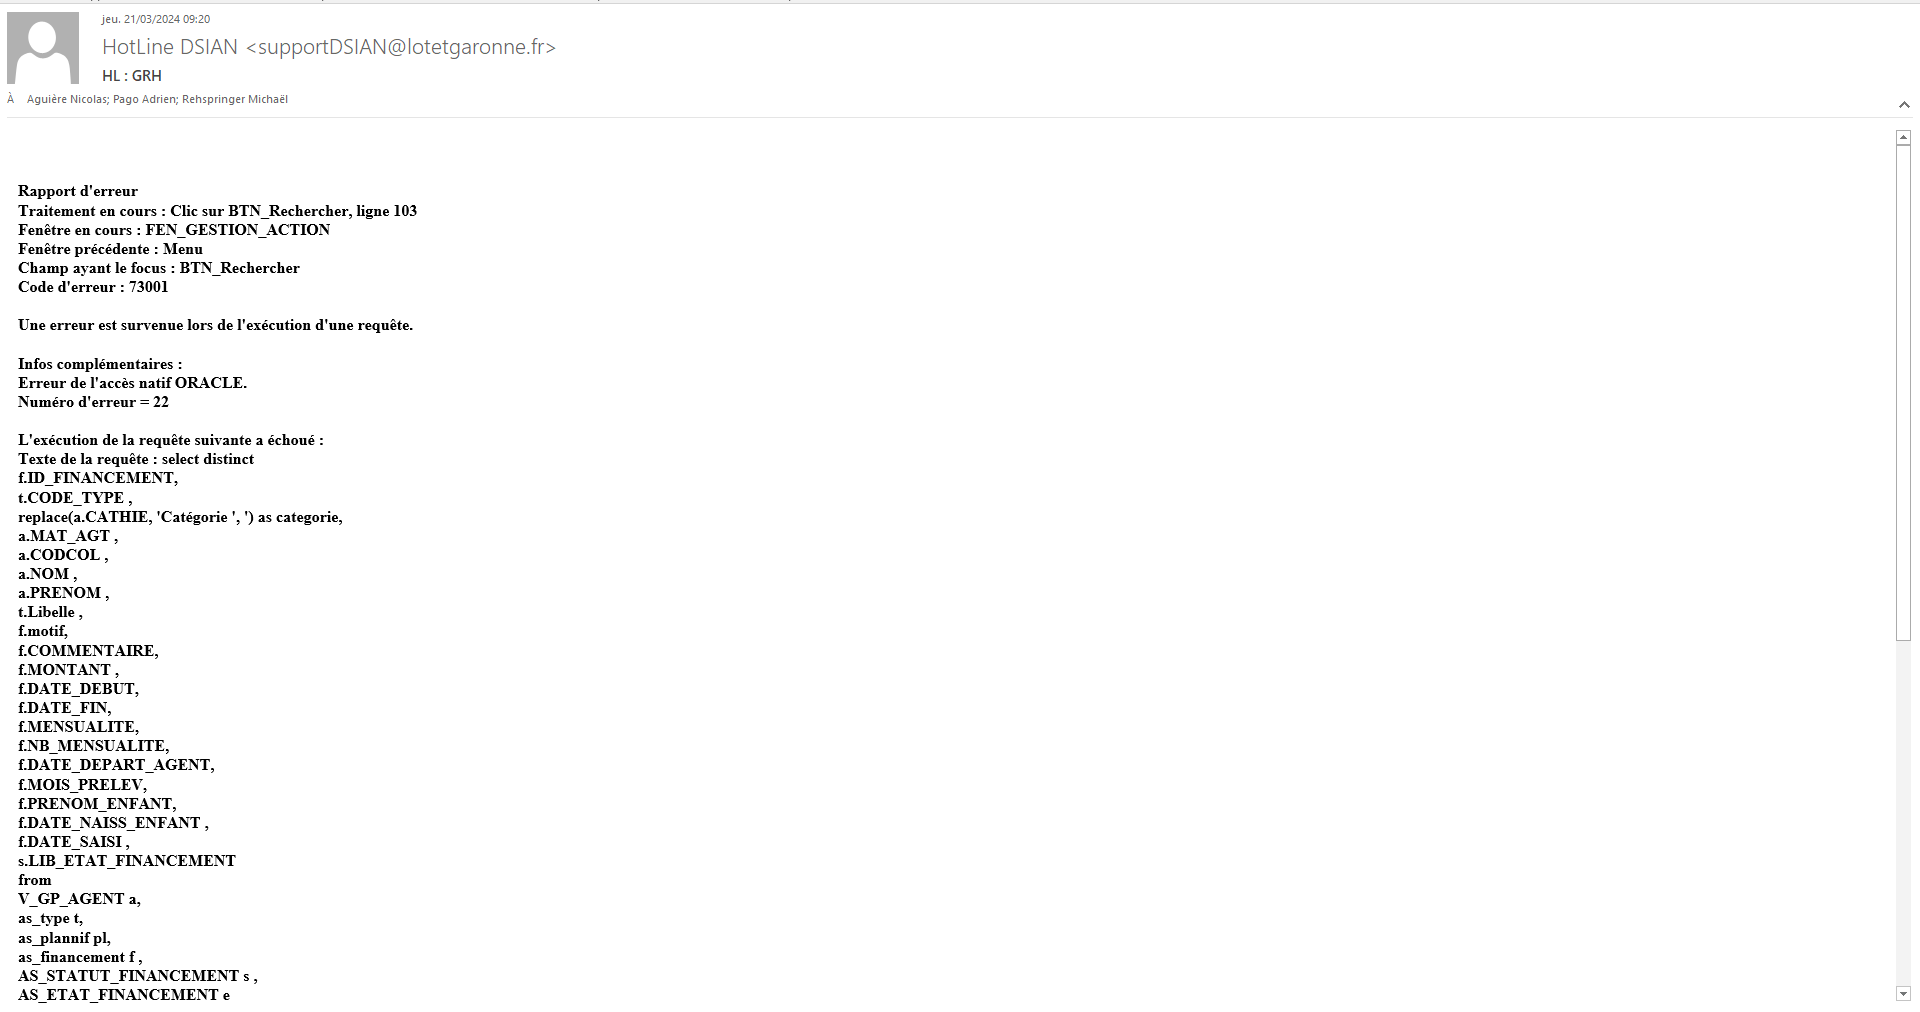 jeu. 21/03/2024 09:20
HotLine DSIAN <supportDSIAN@lotetgaronne.fr>
HL : GRH
À Aguière Nicolas; Pago Adrien; Rehspringer Michaël
Rapport d'erreur
Traitement en cours : Clic sur BTN_Rechercher, ligne 103
Fenêtre en cours : FEN_GESTION_ACTION
Fenêtre précédente : Menu
Champ ayant le focus : BTN_Rechercher
Code d'erreur : 73001
Une erreur est survenue lors de l'exécution d'une requête.
Infos complémentaires :
Erreur de l'accès natif ORACLE.
Numéro d'erreur = 22
L'exécution de la requête suivante a échoué :
Texte de la requête : select distinct
f.ID_FINANCEMENT,
t.CODE_TYPE ,
replace(a.CATHIE, 'Catégorie ', ') as categorie,
a.MAT_AGT ,
a.CODCOL ,
a.NOM ,
a.PRENOM ,
t.Libelle ,
f.motif,
f.COMMENTAIRE,
f.MONTANT ,
f.DATE_DEBUT,
f.DATE_FIN,
f.MENSUALITE,
f.NB_MENSUALITE,
f.DATE_DEPART_AGENT,
f.MOIS_PRELEV,
f.PRENOM_ENFANT,
f.DATE_NAISS_ENFANT ,
f.DATE_SAISI ,
s.LIB_ETAT_FINANCEMENT
from
V_GP_AGENT a,
as_type t,
as_plannif pl,
as_financement f ,
AS_STATUT_FINANCEMENT s ,
AS_ETAT_FINANCEMENT e